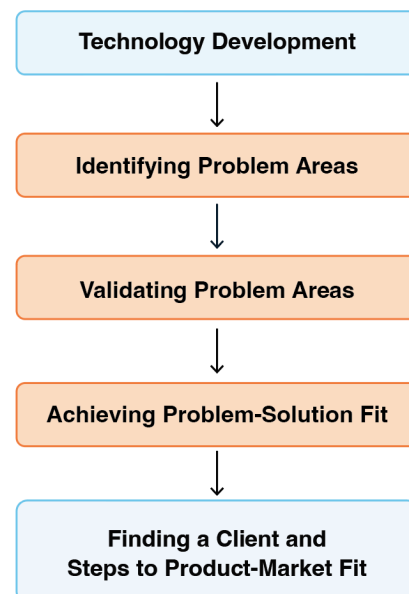 Technology Development
Identifying Problem Areas
Validating Problem Areas
Achieving Problem-Solution Fit
Finding a Client and
Steps to Product-Market Fit